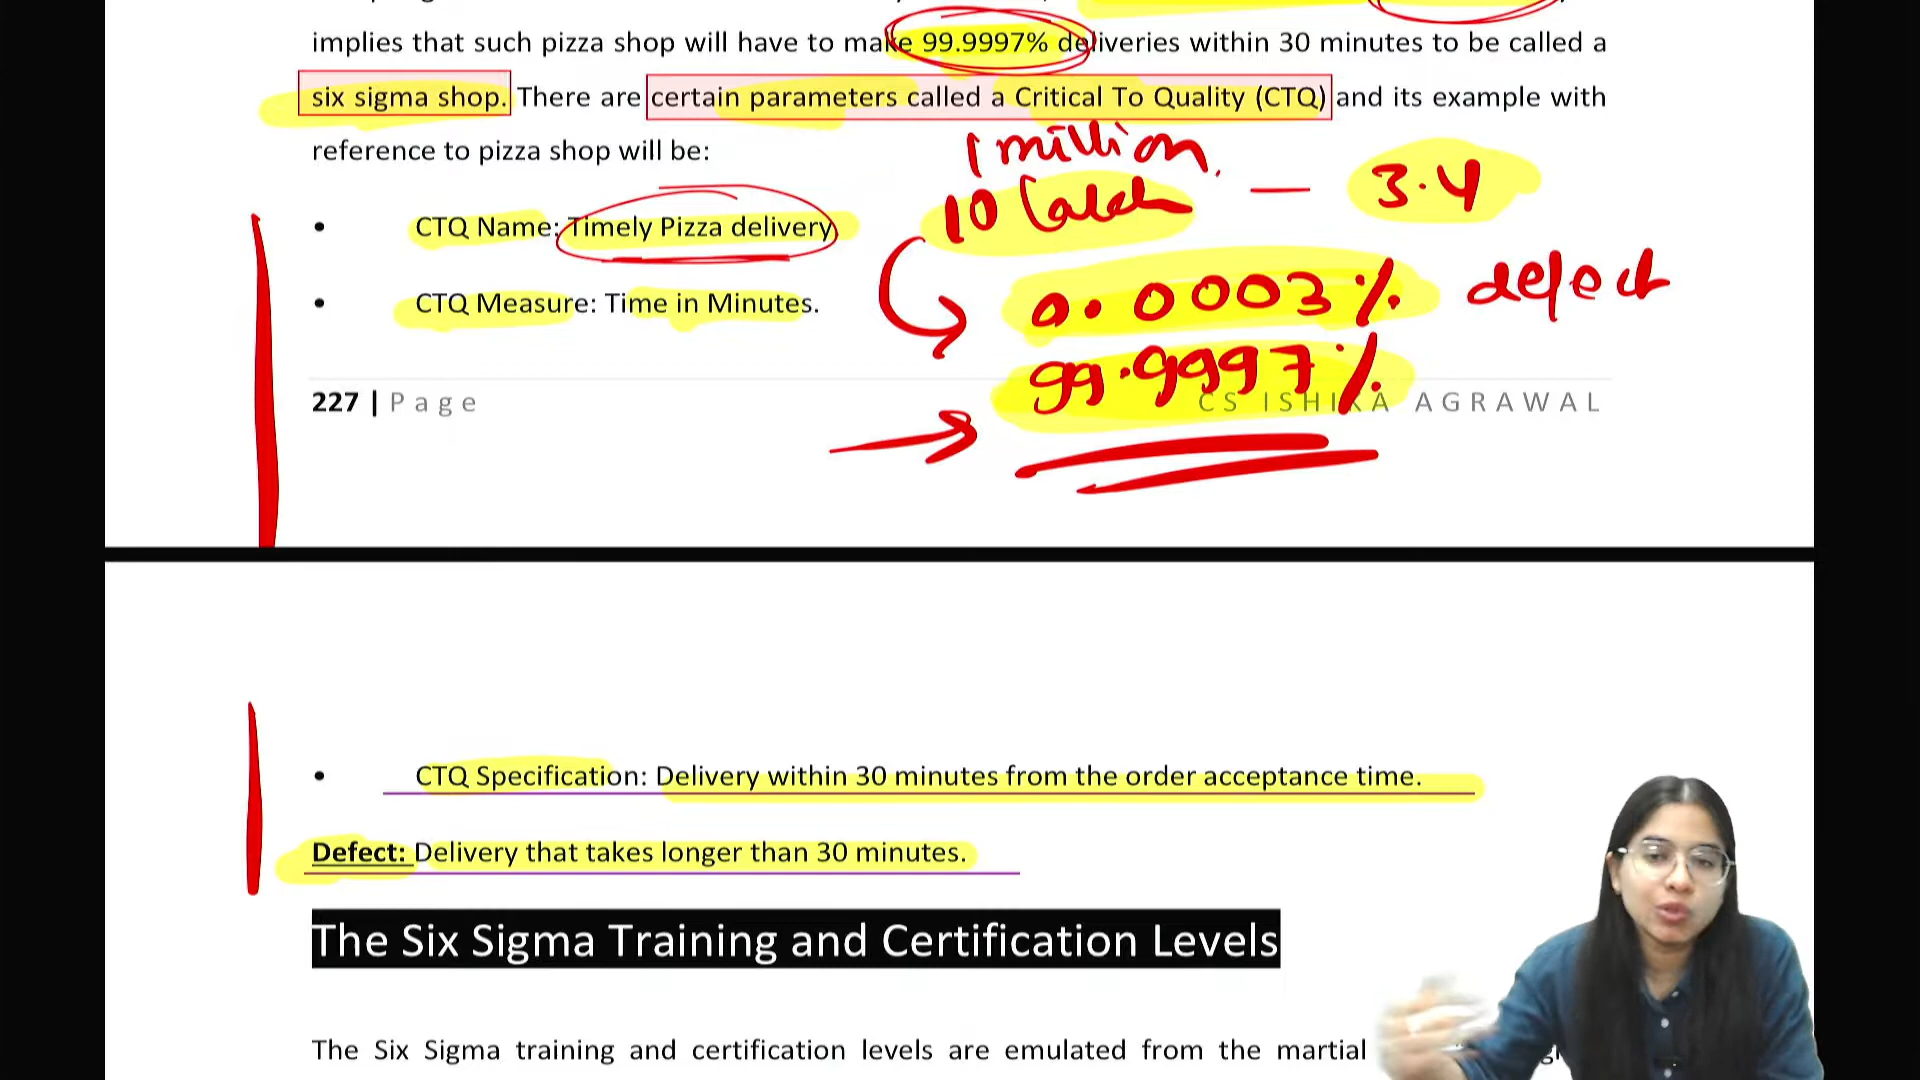 implies that such pizza shop will have to make 99.9997% deliveries within 30 minutes to be called a
six sigma shop. There are certain parameters called a Critical To Quality (CTQ) and its example with
reference to pizza shop will be:
1 million
• CTQ Name: Timely Pizza delivery
10 Lakh — 3.4
• CTQ Measure: Time in Minutes.
0.0003% defect
99.9997%
227 | Page
CS ISHIKA AGRAWAL
• CTQ Specification: Delivery within 30 minutes from the order acceptance time.
Defect: Delivery that takes longer than 30 minutes.
The Six Sigma Training and Certification Levels
The Six Sigma training and certification levels are emulated from the martial